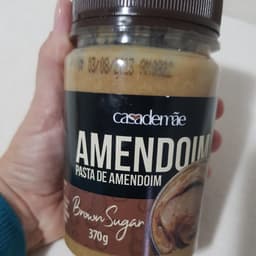 casademãe
AMENDOIM
PASTA DE AMENDOIM
Brown Sugar
370g